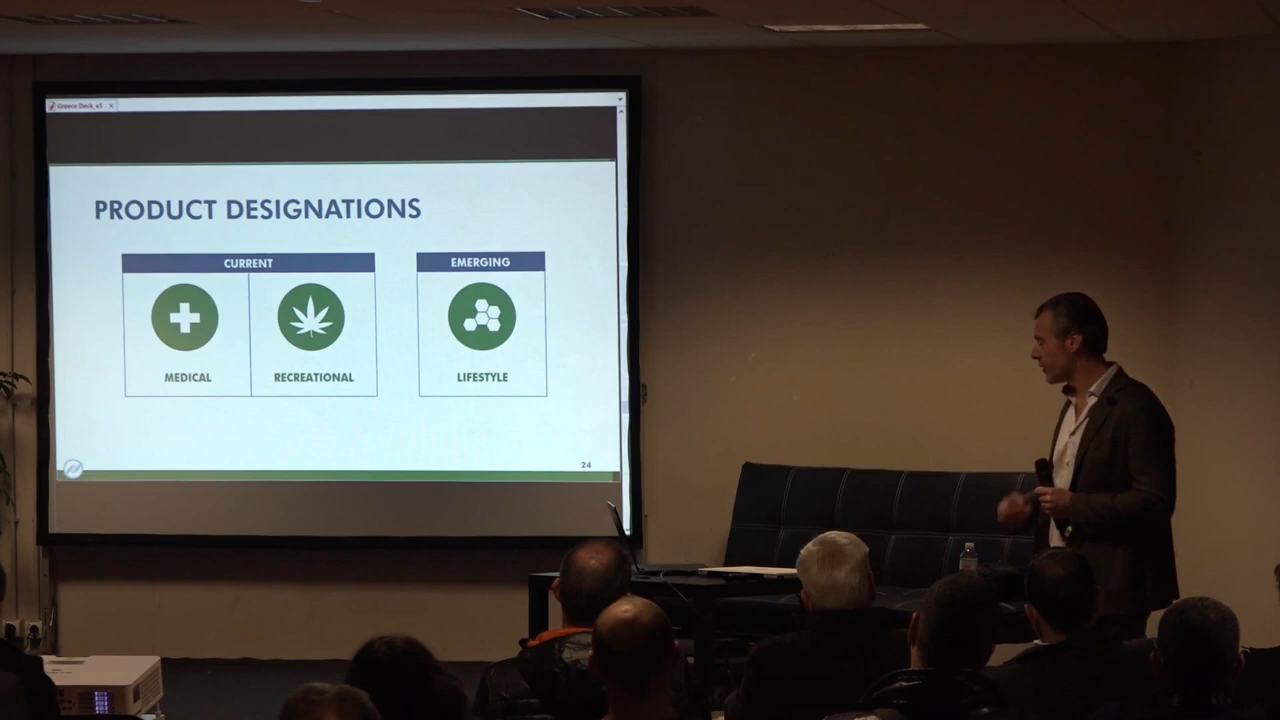 Greece Deck_v3
PRODUCT DESIGNATIONS
CURRENT
EMERGING
MEDICAL
RECREATIONAL
LIFESTYLE
24